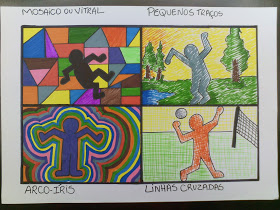 MOSAICO OU VITRAL
PEQUENOS TRAÇOS
ARCO-ÍRIS
LINHAS CRUZADAS